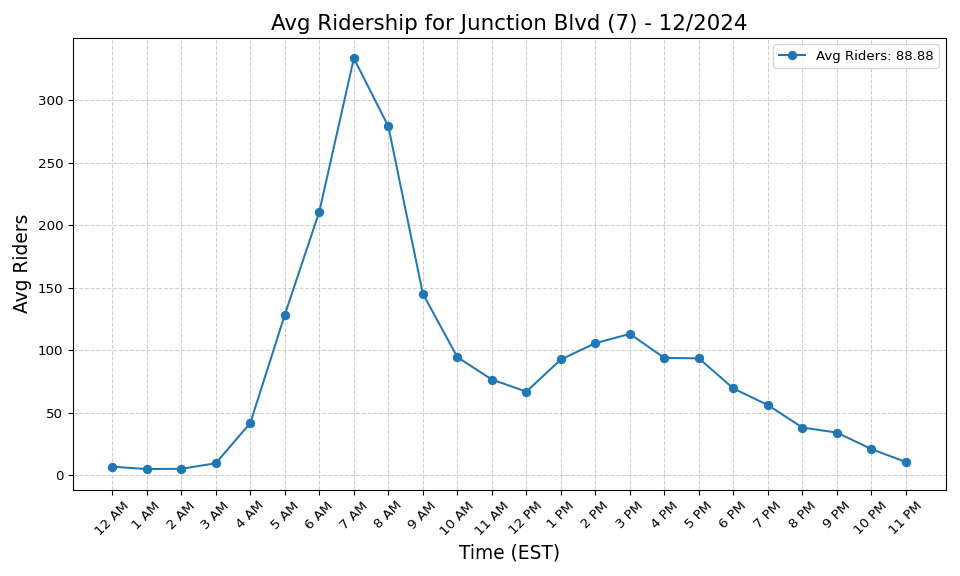 Avg Ridership for Junction Blvd (7) - 12/2024
Avg Riders: 88.88
Avg Riders
300
250
200
150
100
50
0
12 AM
1 AM
2 AM
3 AM
4 AM
5 AM
6 AM
7 AM
8 AM
9 AM
10 AM
11 AM
12 PM
1 PM
2 PM
3 PM
4 PM
5 PM
6 PM
7 PM
8 PM
9 PM
10 PM
11 PM
Time (EST)